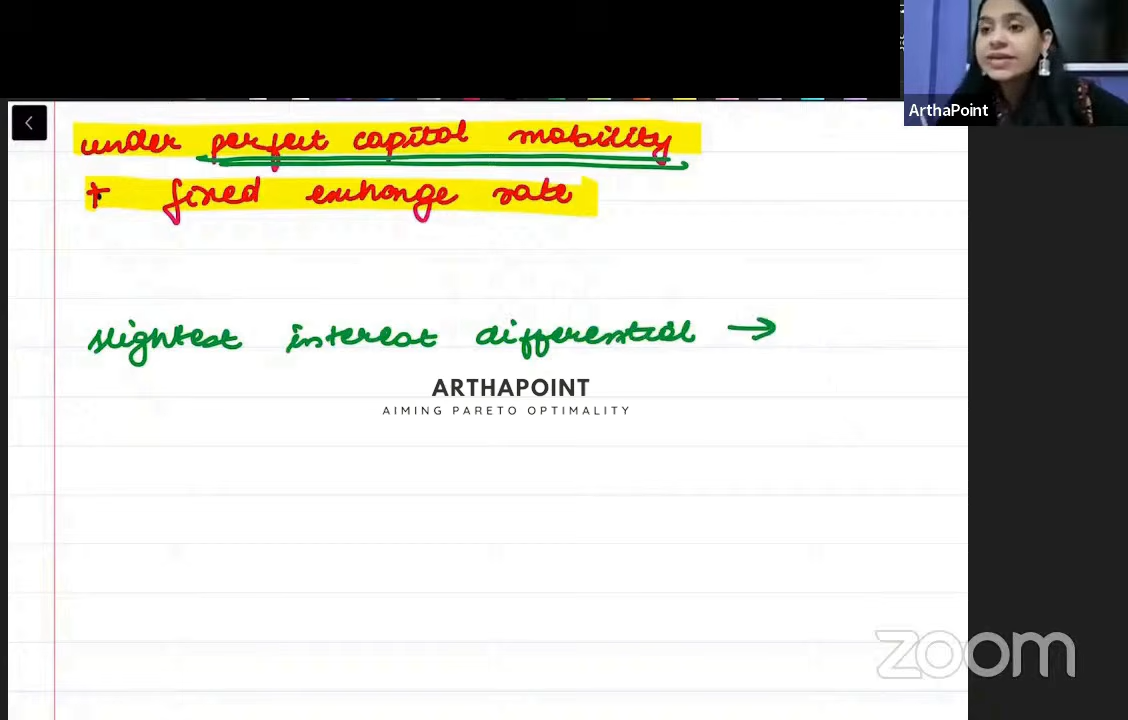 ArthaPoint
under perfect capital mobility
+ fixed exchange rate
slightest interest differential →
ARTHAPOINT
AIMING PARETO OPTIMALITY
zoom